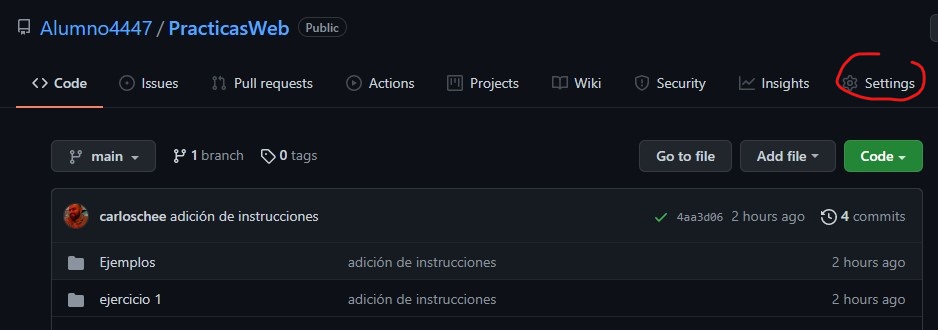 Alumno4447 / PracticasWeb Public
Code Issues Pull requests Actions Projects Wiki Security Insights Settings
main 1 branch 0 tags Go to file Add file Code
carloschee adición de instrucciones 4aa3d06 2 hours ago 4 commits
Ejemplos adición de instrucciones 2 hours ago
ejercicio 1 adición de instrucciones 2 hours ago